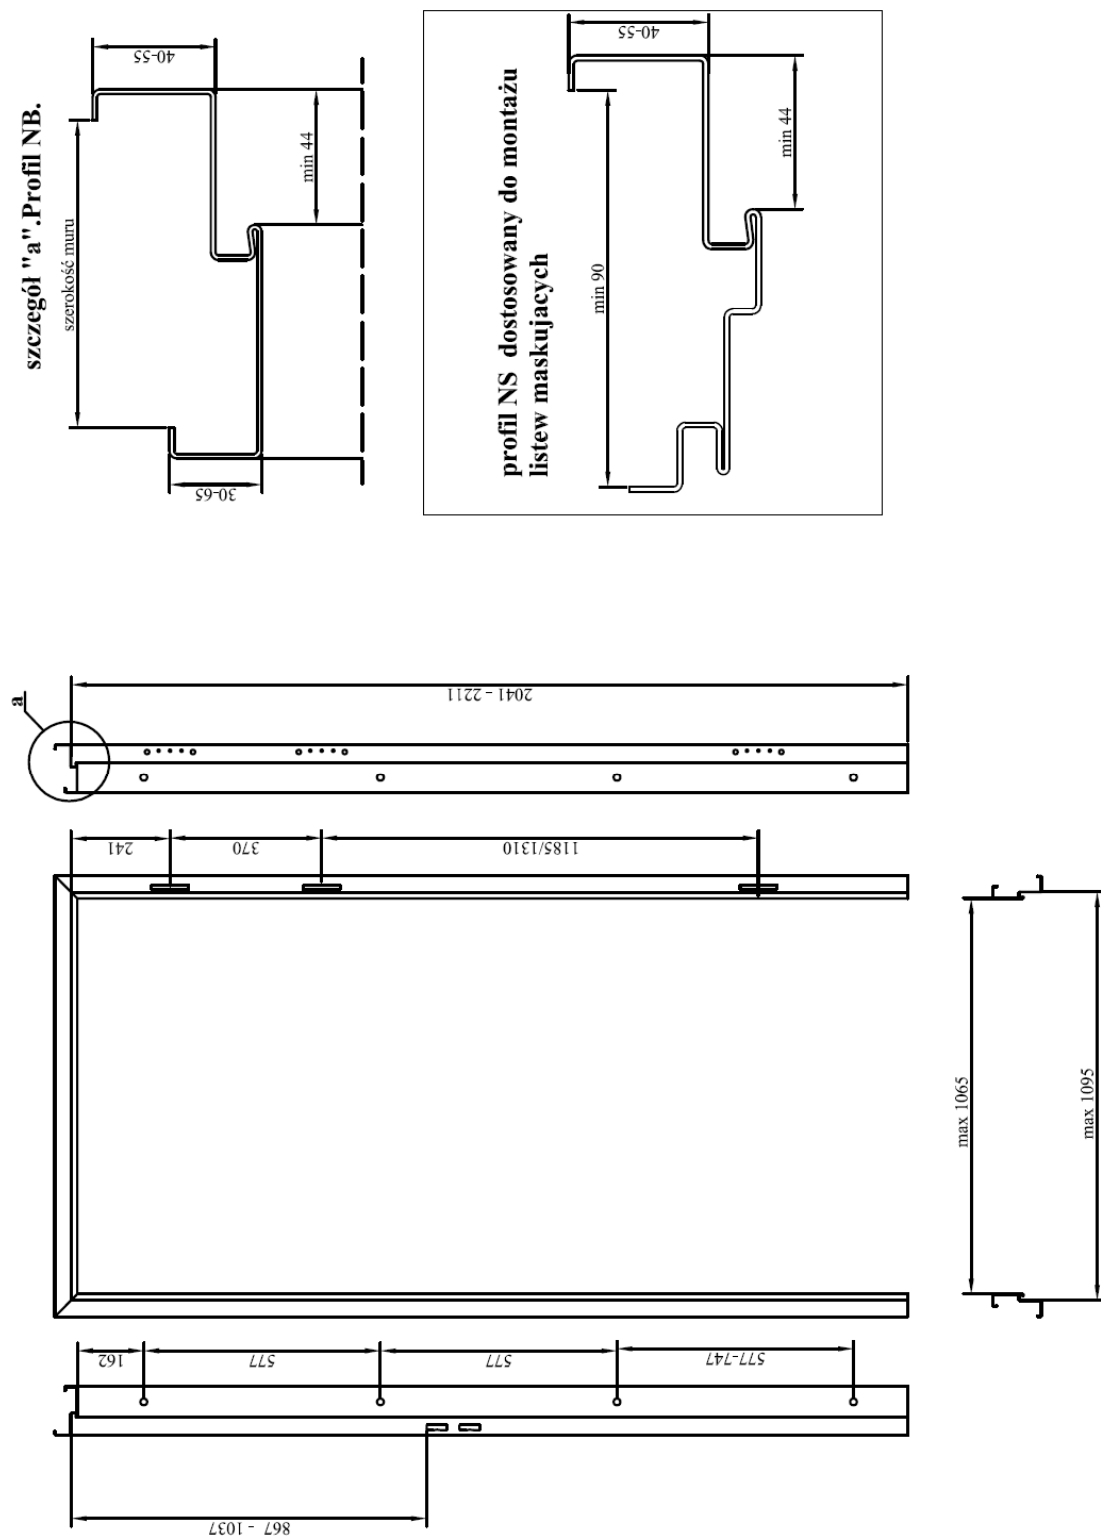 40-55
szczegół "a".Profil NB.
szerokość muru
min 44
30-65
40-55
profil NS dostosowany do montażu
listew maskujacych
min 90
min 44
a
2041 - 2211
241
370
1185/1310
max 1065
max 1095
162
577
577
577-747
867 - 1037